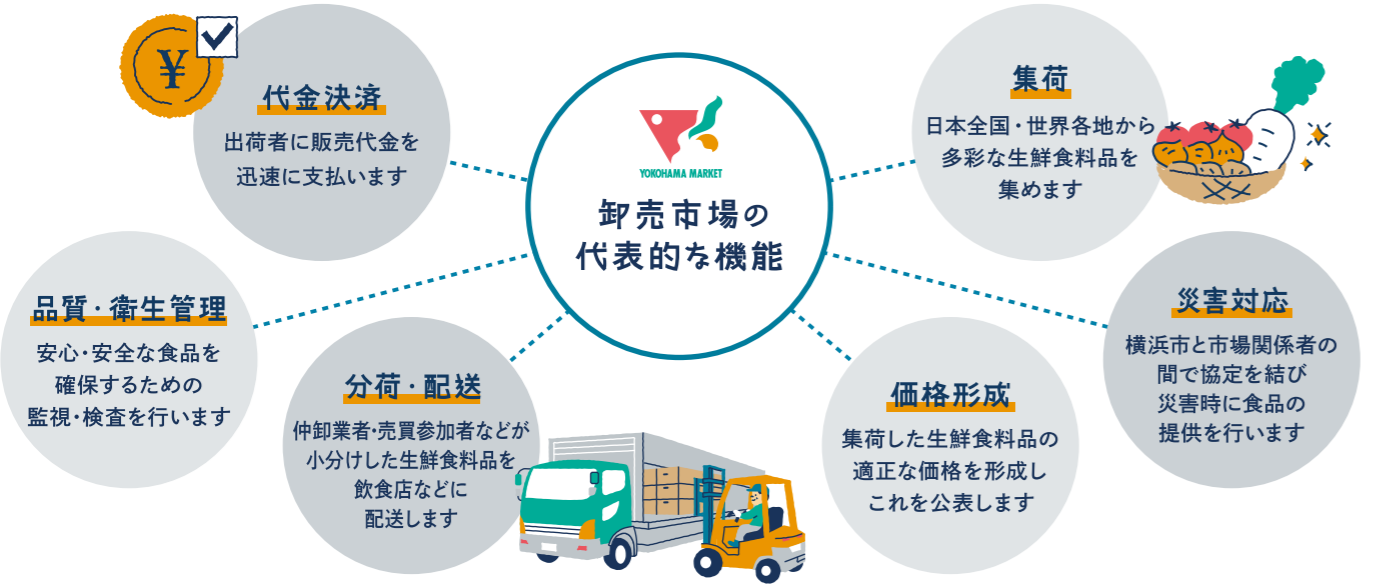 ¥
代金決済
出荷者に販売代金を
迅速に支払います
YOKOHAMA MARKET
卸売市場の
代表的な機能
集荷
日本全国・世界各地から
多彩な生鮮食料品を
集めます
品質・衛生管理
安心・安全な食品を
確保するための
監視・検査を行います
分荷・配送
仲卸業者・売買参加者などが
小分けした生鮮食料品を
飲食店などに
配送します
価格形成
集荷した生鮮食料品の
適正な価格を形成し
これを公表します
災害対応
横浜市と市場関係者の
間で協定を結び
災害時に食品の
提供を行います